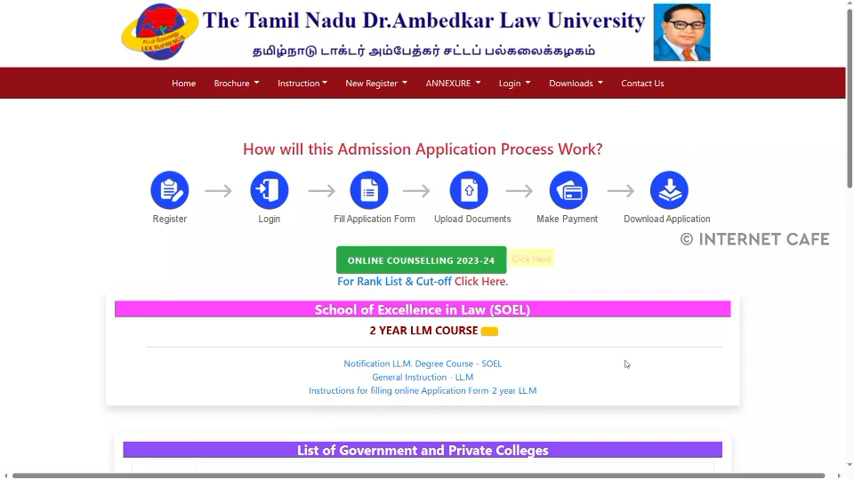 The Tamil Nadu Dr.Ambedkar Law University
தமிழ்நாடு டாக்டர் அம்பேத்கர் சட்டப் பல்கலைக்கழகம்
Home Brochure Instruction New Register ANNEXURE Login Downloads Contact Us
How will this Admission Application Process Work?
Register Login Fill Application Form Upload Documents Make Payment Download Application
© INTERNET CAFE
ONLINE COUNSELLING 2023-24 Click Here
For Rank List & Cut-off Click Here.
School of Excellence in Law (SOEL)
2 YEAR LLM COURSE
Notification LL.M. Degree Course - SOEL
General Instruction - LL.M
Instructions for filling online Application Form-2 year LL.M
List of Government and Private Colleges